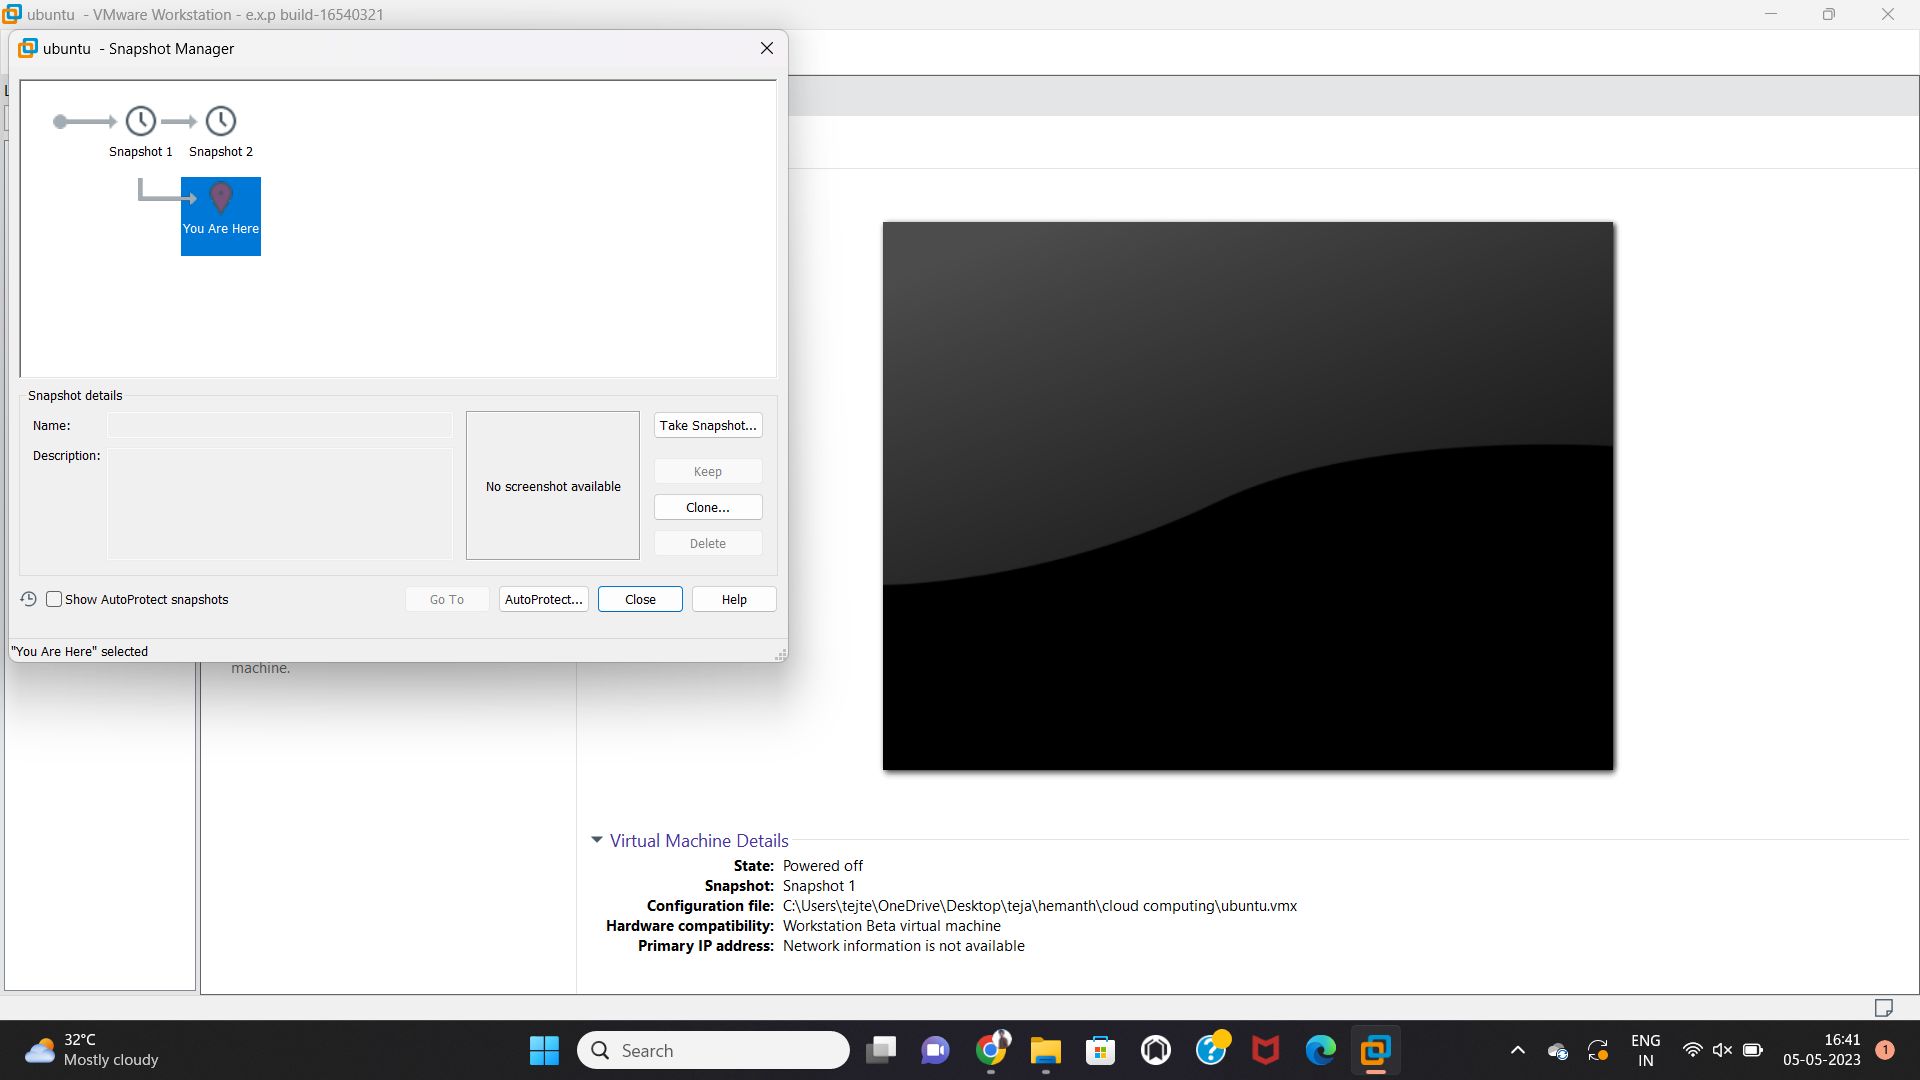 ubuntu - VMware Workstation - e.x.p build-16540321
ubuntu - Snapshot Manager
Snapshot 1
Snapshot 2
You Are Here
Snapshot details
Name:
Description:
No screenshot available
Take Snapshot...
Keep
Clone...
Delete
Show AutoProtect snapshots
Go To
AutoProtect...
Close
Help
"You Are Here" selected
machine.
Virtual Machine Details
State: Powered off
Snapshot: Snapshot 1
Configuration file: C:\Users\tejte\OneDrive\Desktop\teja\hemanth\cloud computing\ubuntu.vmx
Hardware compatibility: Workstation Beta virtual machine
Primary IP address: Network information is not available
32°C
Mostly cloudy
Search
ENG
IN
16:41
05-05-2023
1